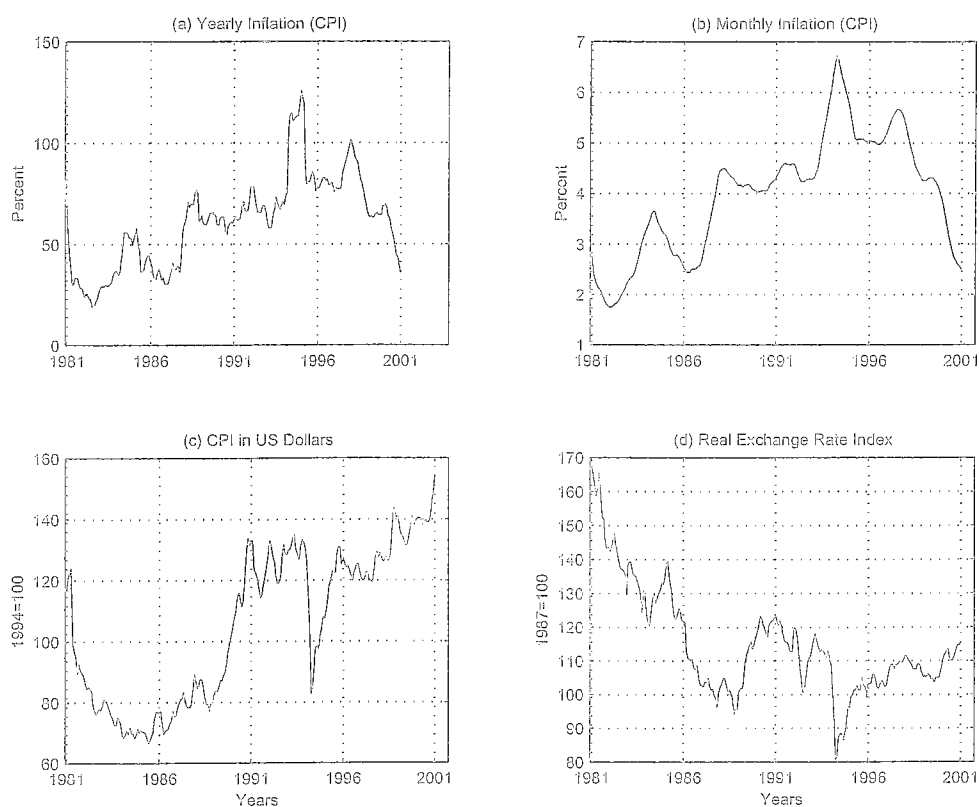 (a) Yearly Inflation (CPI)
150
100
50
0
Percent
1981 1986 1991 1996 2001
(b) Monthly Inflation (CPI)
7
6
5
4
3
2
1
Percent
1981 1986 1991 1996 2001
(c) CPI in US Dollars
160
140
120
100
80
60
1994=100
1981 1986 1991 1996 2001
Years
(d) Real Exchange Rate Index
170
160
150
140
130
120
110
100
90
80
1987=100
1981 1986 1991 1996 2001
Years